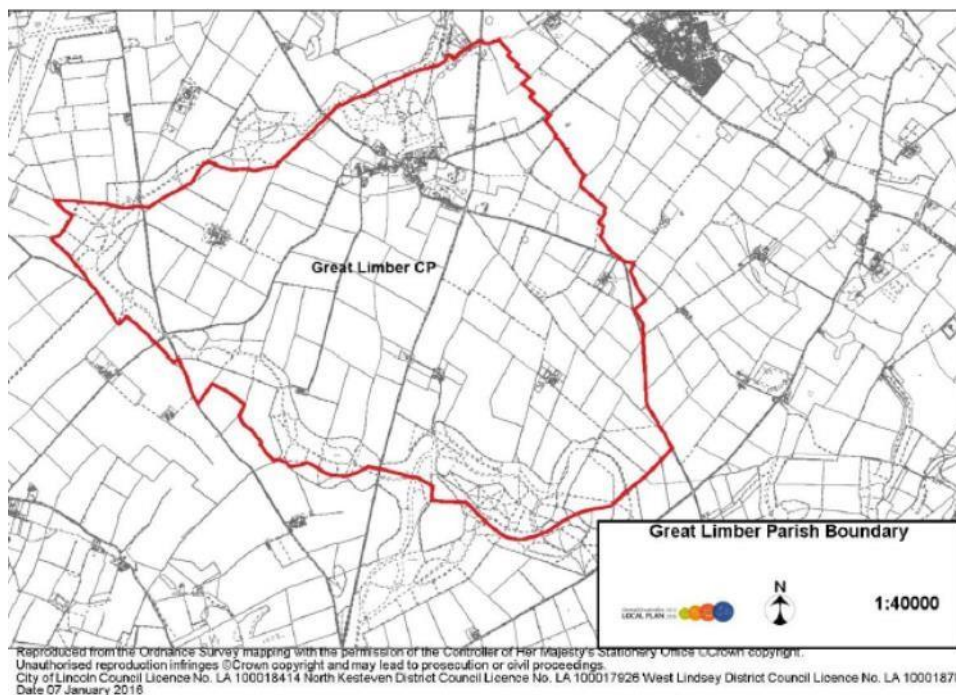 Great Limber CP
Great Limber Parish Boundary
LOCAL PLAN
N
1:40000
Reproduced from the Ordnance Survey mapping with the permission of the Controller of Her Majesty's Stationery Office ©Crown copyright.
Unauthorised reproduction infringes ©Crown copyright and may lead to prosecution or civil proceedings.
City of Lincoln Council Licence No. LA 100018414 North Kesteven District Council Licence No. LA 100017926 West Lindsey District Council Licence No. LA 1000187
Date 07 January 2016